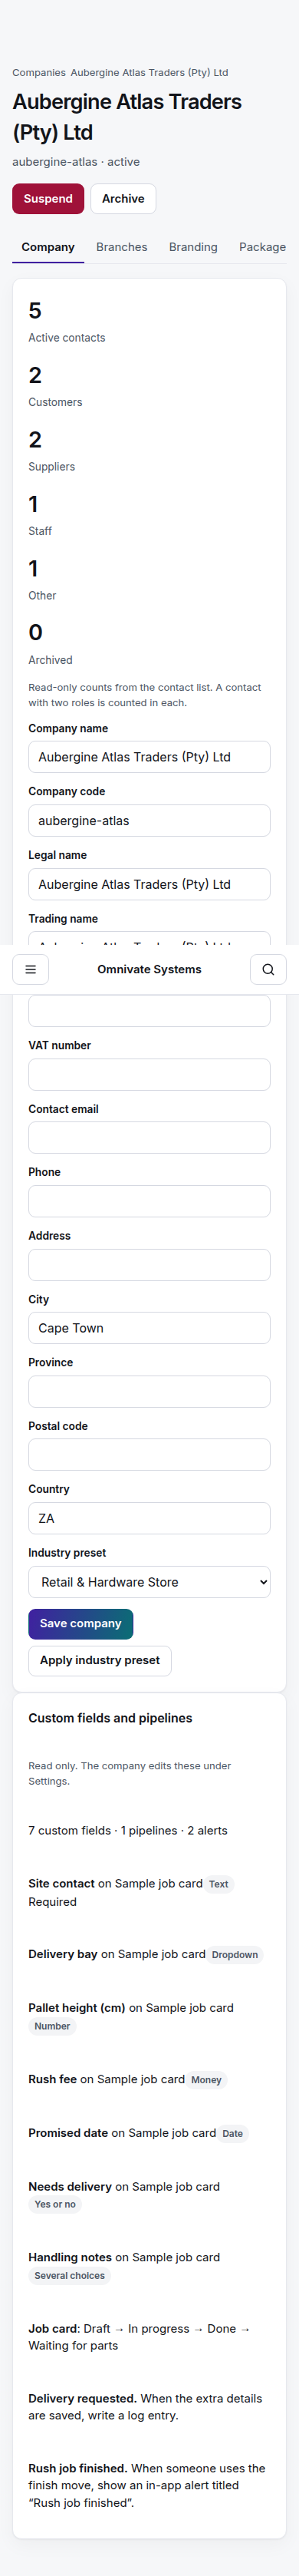 Companies Aubergine Atlas Traders (Pty) Ltd
Aubergine Atlas Traders
(Pty) Ltd
aubergine-atlas · active
Suspend Archive
Company Branches Branding Package
5
Active contacts
2
Customers
2
Suppliers
1
Staff
1
Other
0
Archived
Read-only counts from the contact list. A contact
with two roles is counted in each.
Company name
Aubergine Atlas Traders (Pty) Ltd
Company code
aubergine-atlas
Legal name
Aubergine Atlas Traders (Pty) Ltd
Trading name
Omnivate Systems
VAT number
Contact email
Phone
Address
City
Cape Town
Province
Postal code
Country
ZA
Industry preset
Retail & Hardware Store
Save company
Apply industry preset
Custom fields and pipelines
Read only. The company edits these under
Settings.
7 custom fields · 1 pipelines · 2 alerts
Site contact on Sample job card Text
Required
Delivery bay on Sample job card Dropdown
Pallet height (cm) on Sample job card
Number
Rush fee on Sample job card Money
Promised date on Sample job card Date
Needs delivery on Sample job card
Yes or no
Handling notes on Sample job card
Several choices
Job card: Draft → In progress → Done →
Waiting for parts
Delivery requested. When the extra details
are saved, write a log entry.
Rush job finished. When someone uses the
finish move, show an in-app alert titled
“Rush job finished”.